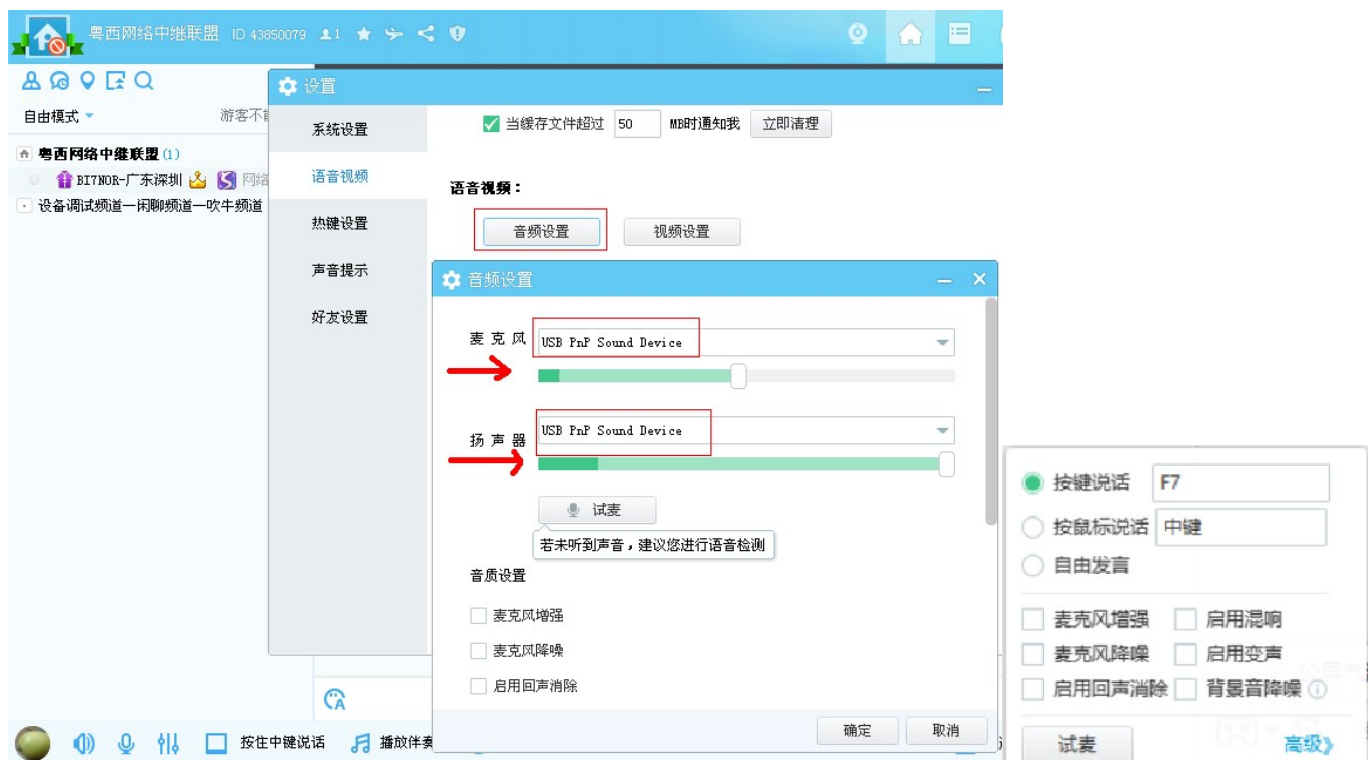 粤西网络中继联盟 ID 43850079 1
自由模式
游客不
粤西网络中继联盟 (1)
BI7NOR-广东深圳 网络
设备调试频道—闲聊频道—吹牛频道
设置
系统设置
语音视频
热键设置
声音提示
好友设置
当缓存文件超过 50 MB时通知我 立即清理
语音视频：
音频设置 视频设置
音频设置
麦克风 USB PnP Sound Device
扬声器 USB PnP Sound Device
试麦
若未听到声音，建议您进行语音检测
音质设置
麦克风增强
麦克风降噪
启用回声消除
确定 取消
按住中键说话 播放伴奏
按键说话 F7
按鼠标说话 中键
自由发言
麦克风增强 启用混响
麦克风降噪 启用变声
启用回声消除 背景音降噪
试麦 高级》